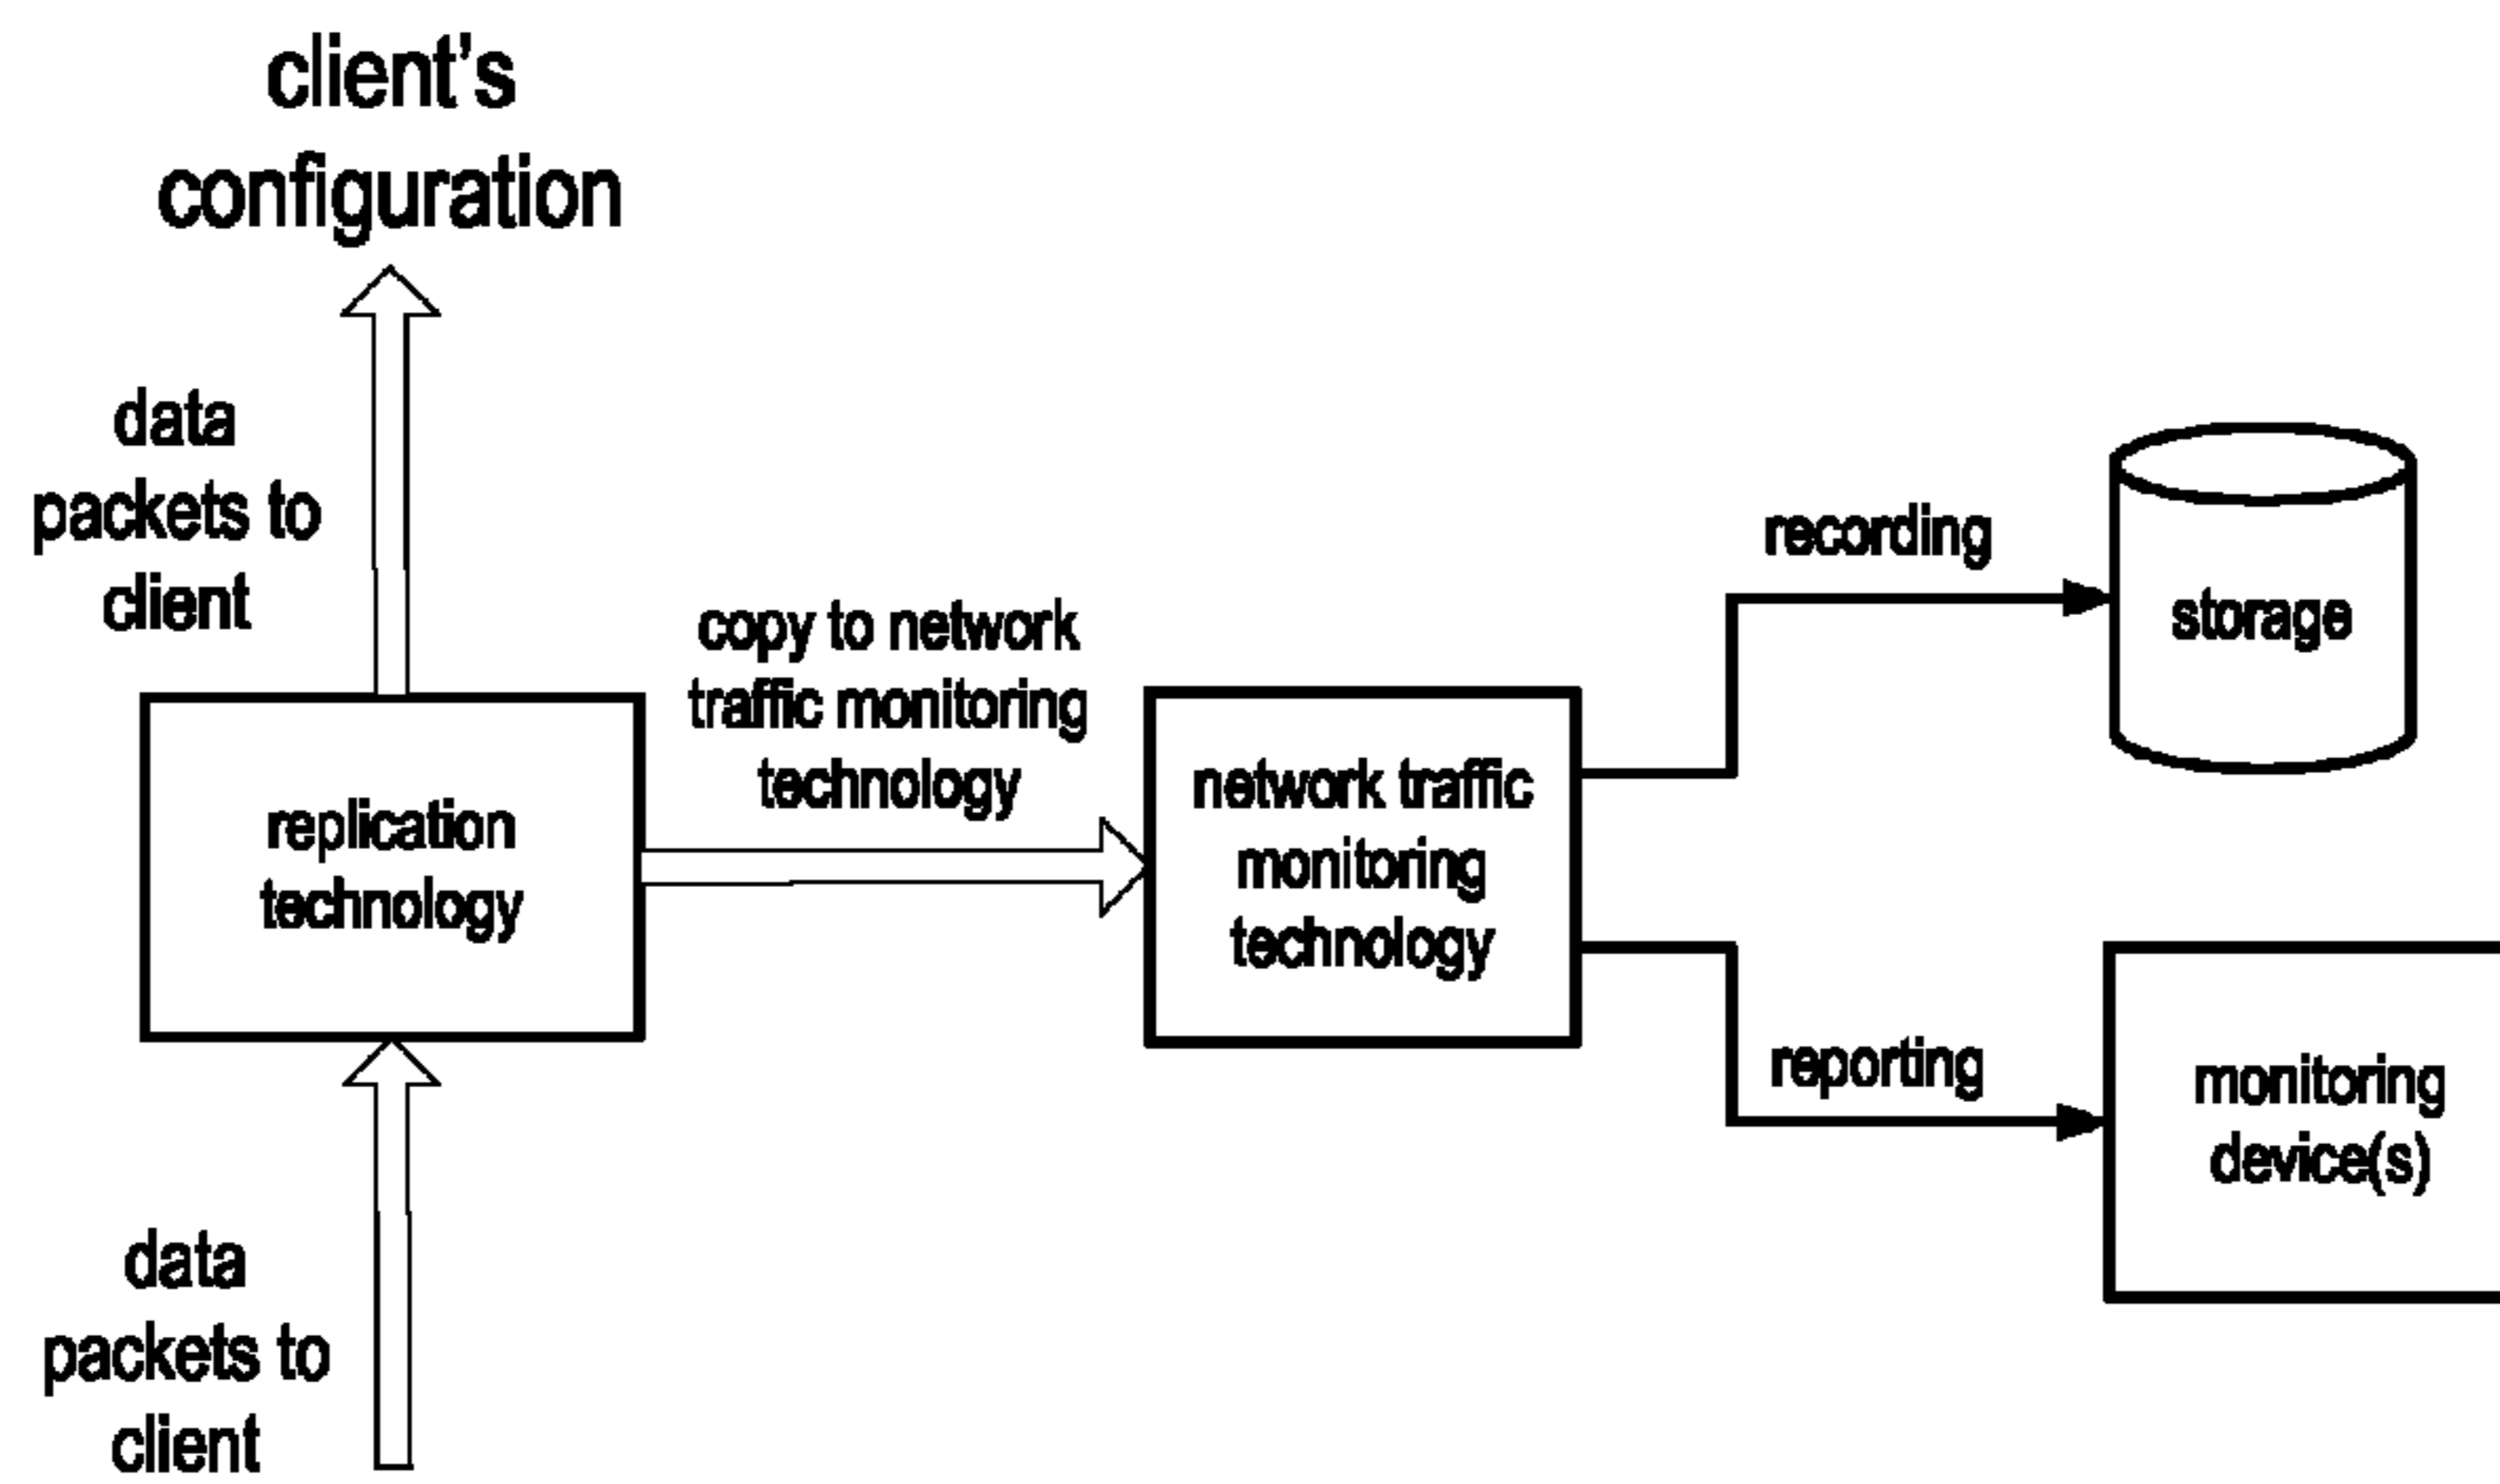 client's
configuration
data
packets to
client
copy to network
traffic monitoring
technology
replication
technology
network traffic
monitoring
technology
recording
storage
reporting
monitoring
device(s)
data
packets to
client